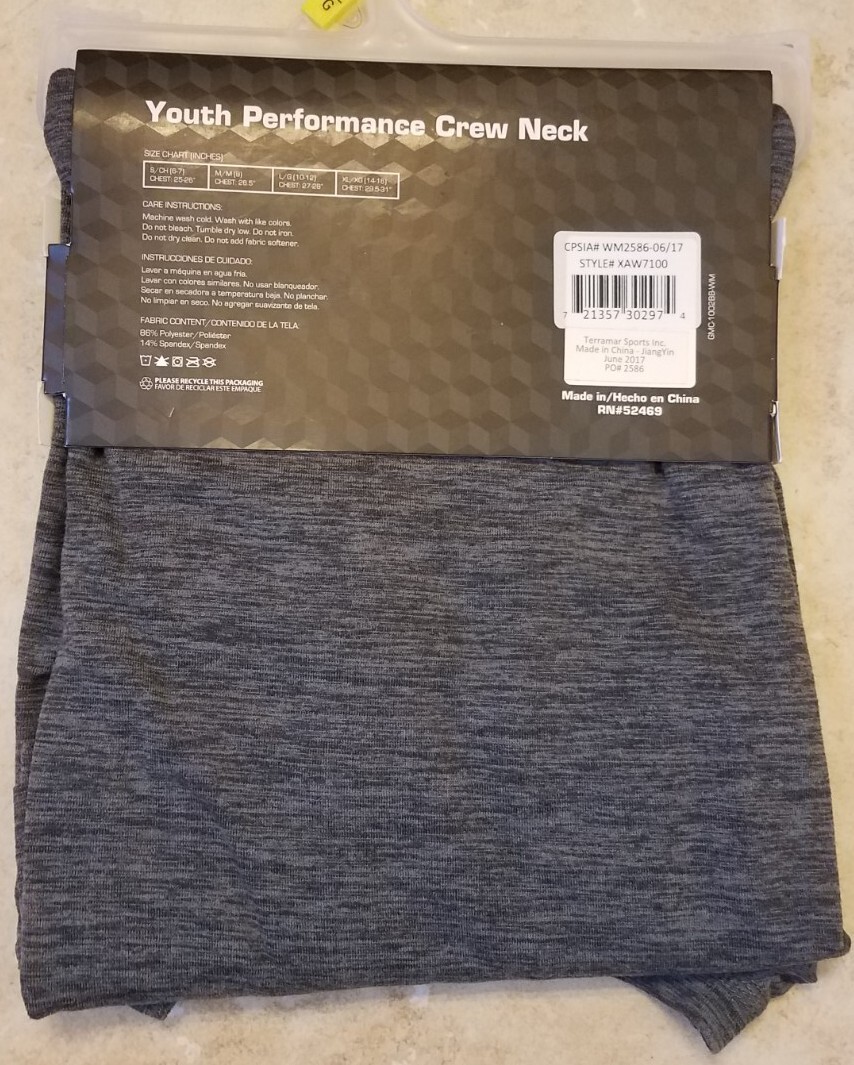 G
Youth Performance Crew Neck
SIZE CHART (INCHES)
S/CH (6-7) M/M (8) L/G (10-12) XL/XG (14-16)
CHEST: 25-26" CHEST: 26.5" CHEST: 27-28" CHEST: 29.5-31"
CARE INSTRUCTIONS:
Machine wash cold. Wash with like colors.
Do not bleach. Tumble dry low. Do not iron.
Do not dry clean. Do not add fabric softener.
INSTRUCCIONES DE CUIDADO:
Lavar a máquina en agua fría.
Lavar con colores similares. No usar blanqueador.
Secar en secadora a temperatura baja. No planchar.
No limpiar en seco. No agregar suavizante de tela.
FABRIC CONTENT/CONTENIDO DE LA TELA:
86% Polyester/Poliéster
14% Spandex/Spandex
PLEASE RECYCLE THIS PACKAGING
FAVOR DE RECICLAR ESTE EMPAQUE
CPSIA# WM2586-06/17
STYLE# XAW7100
7 21357 30297 4
Terramar Sports Inc.
Made in China - JiangYin
June 2017
PO# 2586
Made in/Hecho en China
RN#52469
GMC-1002BB-WM